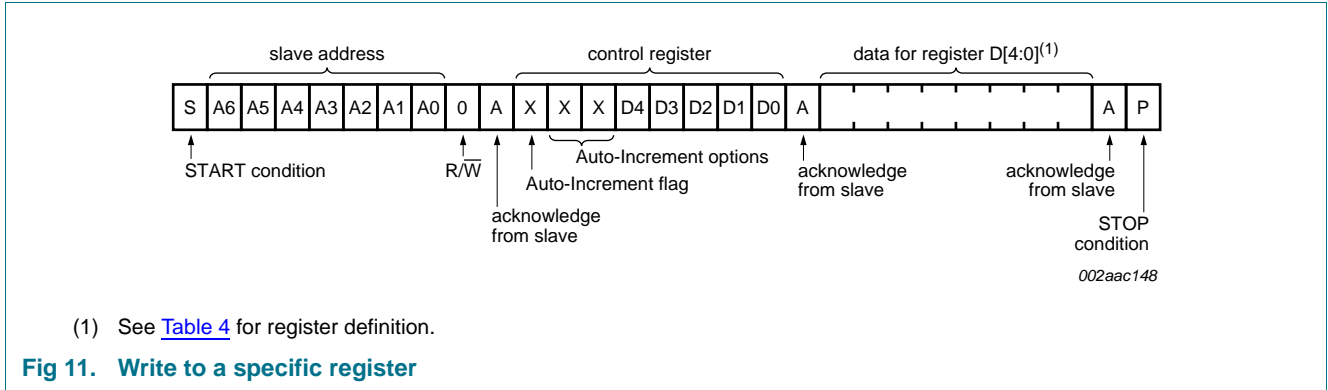 slave address
control register
data for register D[4:0](1)
S A6 A5 A4 A3 A2 A1 A0 0 A X X X D4 D3 D2 D1 D0 A A P
START condition
R/W̅
Auto-Increment options
Auto-Increment flag
acknowledge
from slave
acknowledge
from slave
acknowledge
from slave
STOP
condition
002aac148
(1) See Table 4 for register definition.
Fig 11. Write to a specific register